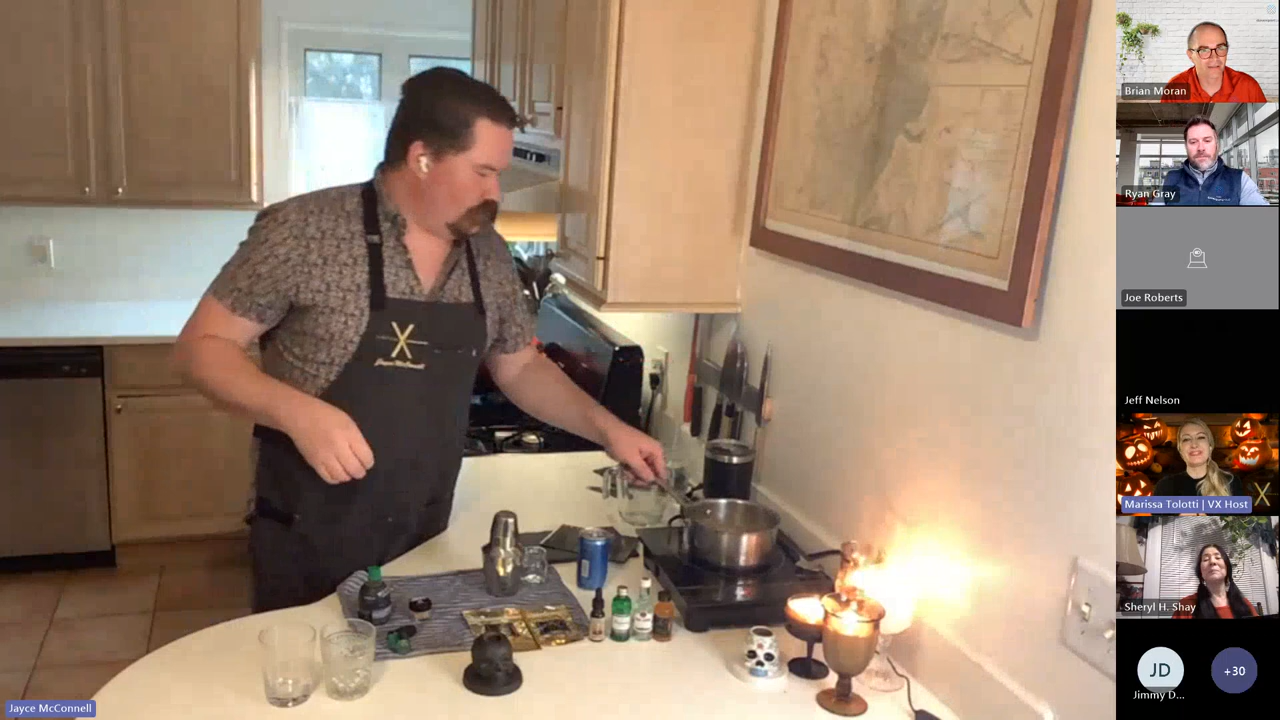 Brian Moran
Ryan Gray
Joe Roberts
Jeff Nelson
Marissa Tolotti | VX Host
Sheryl H. Shay
JD
+30
Jimmy D...
Jayce McConnell